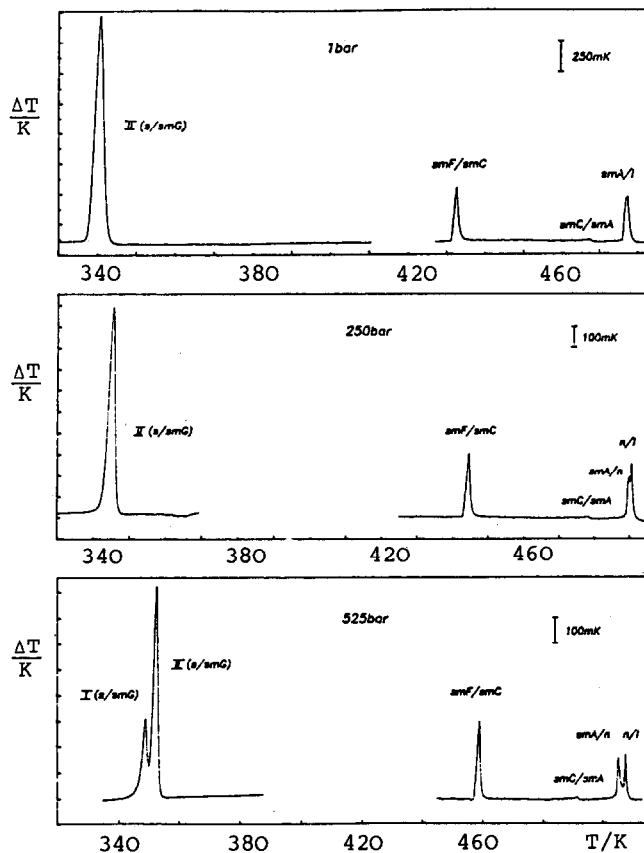 1bar
250mK
ΔT
K
II (s/smG)
smF/smC
smA/I
smC/smA
340 380 420 460
250bar
100mK
ΔT
K
II (s/smG)
smF/smC
n/I
smA/n
smC/smA
340 380 420 460
525bar
100mK
ΔT
K
II (s/smG)
I (s/smG)
smF/smC
smA/n n/I
smC/smA
340 380 420 460 T/K